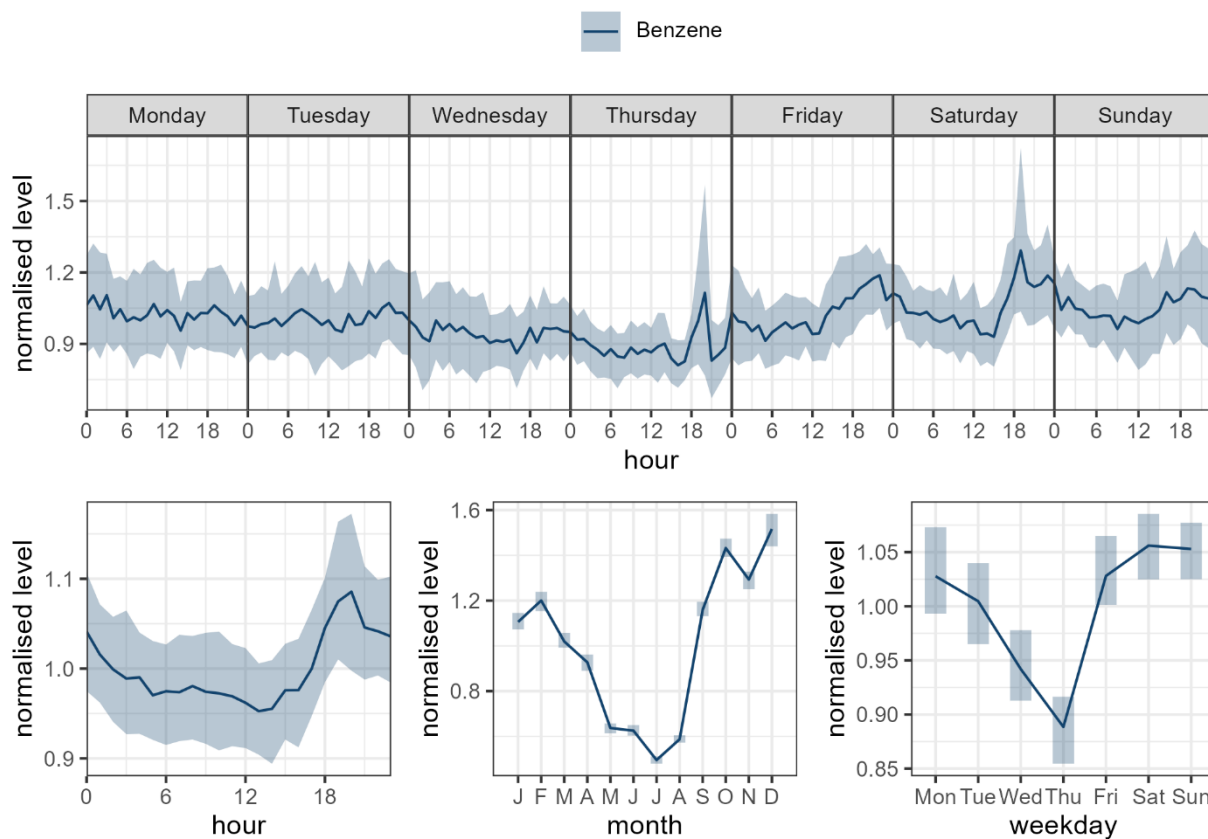 Benzene
Monday Tuesday Wednesday Thursday Friday Saturday Sunday
normalised level
1.5
1.2
0.9
0 6 12 18 0 6 12 18 0 6 12 18 0 6 12 18 0 6 12 18 0 6 12 18 0 6 12 18
hour
normalised level
1.1
1.0
0.9
0 6 12 18
hour
normalised level
1.6
1.2
0.8
J F M A M J J A S O N D
month
normalised level
1.05
1.00
0.95
0.90
0.85
Mon Tue Wed Thu Fri Sat Sun
weekday